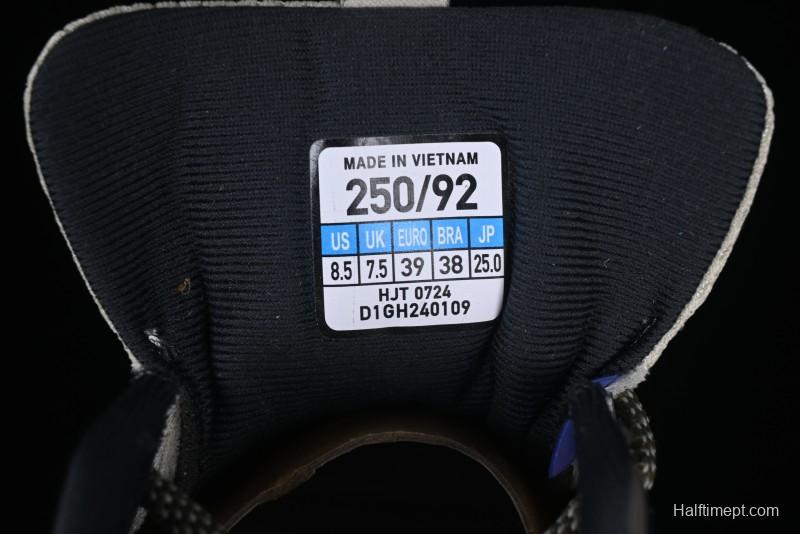 MADE IN VIETNAM
250/92
US UK EURO BRA JP
8.5 7.5 39 38 25.0
HJT 0724
D1GH240109
Halftimept.com